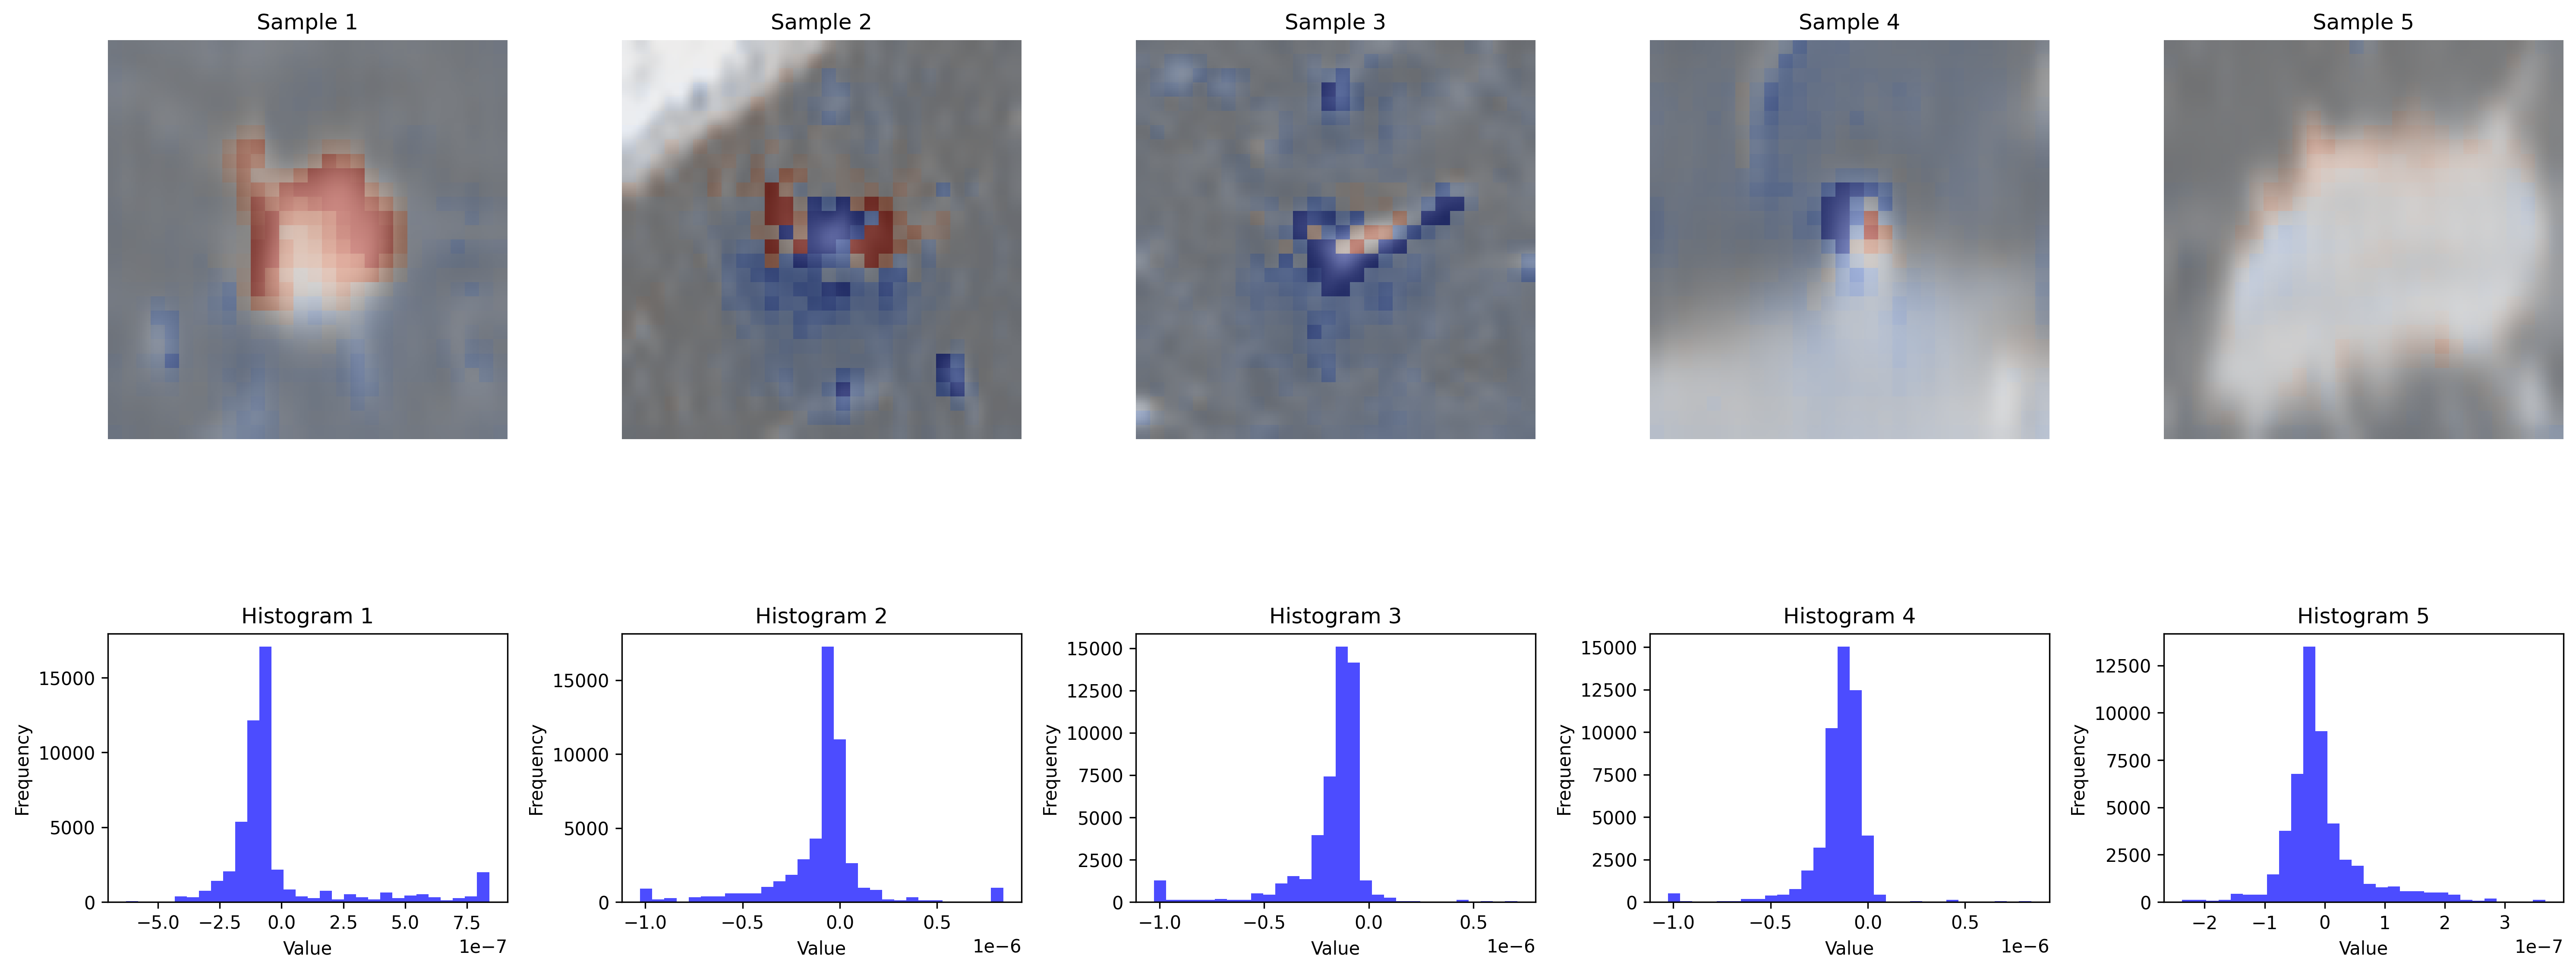 Sample 1
Sample 2
Sample 3
Sample 4
Sample 5
Histogram 1
Frequency
15000
10000
5000
0
−5.0 −2.5 0.0 2.5 5.0 7.5
Value
1e−7
Histogram 2
Frequency
15000
10000
5000
0
−1.0 −0.5 0.0 0.5
Value
1e−6
Histogram 3
Frequency
15000
12500
10000
7500
5000
2500
0
−1.0 −0.5 0.0 0.5
Value
1e−6
Histogram 4
Frequency
15000
12500
10000
7500
5000
2500
0
−1.0 −0.5 0.0 0.5
Value
1e−6
Histogram 5
Frequency
12500
10000
7500
5000
2500
0
−2 −1 0 1 2 3
Value
1e−7